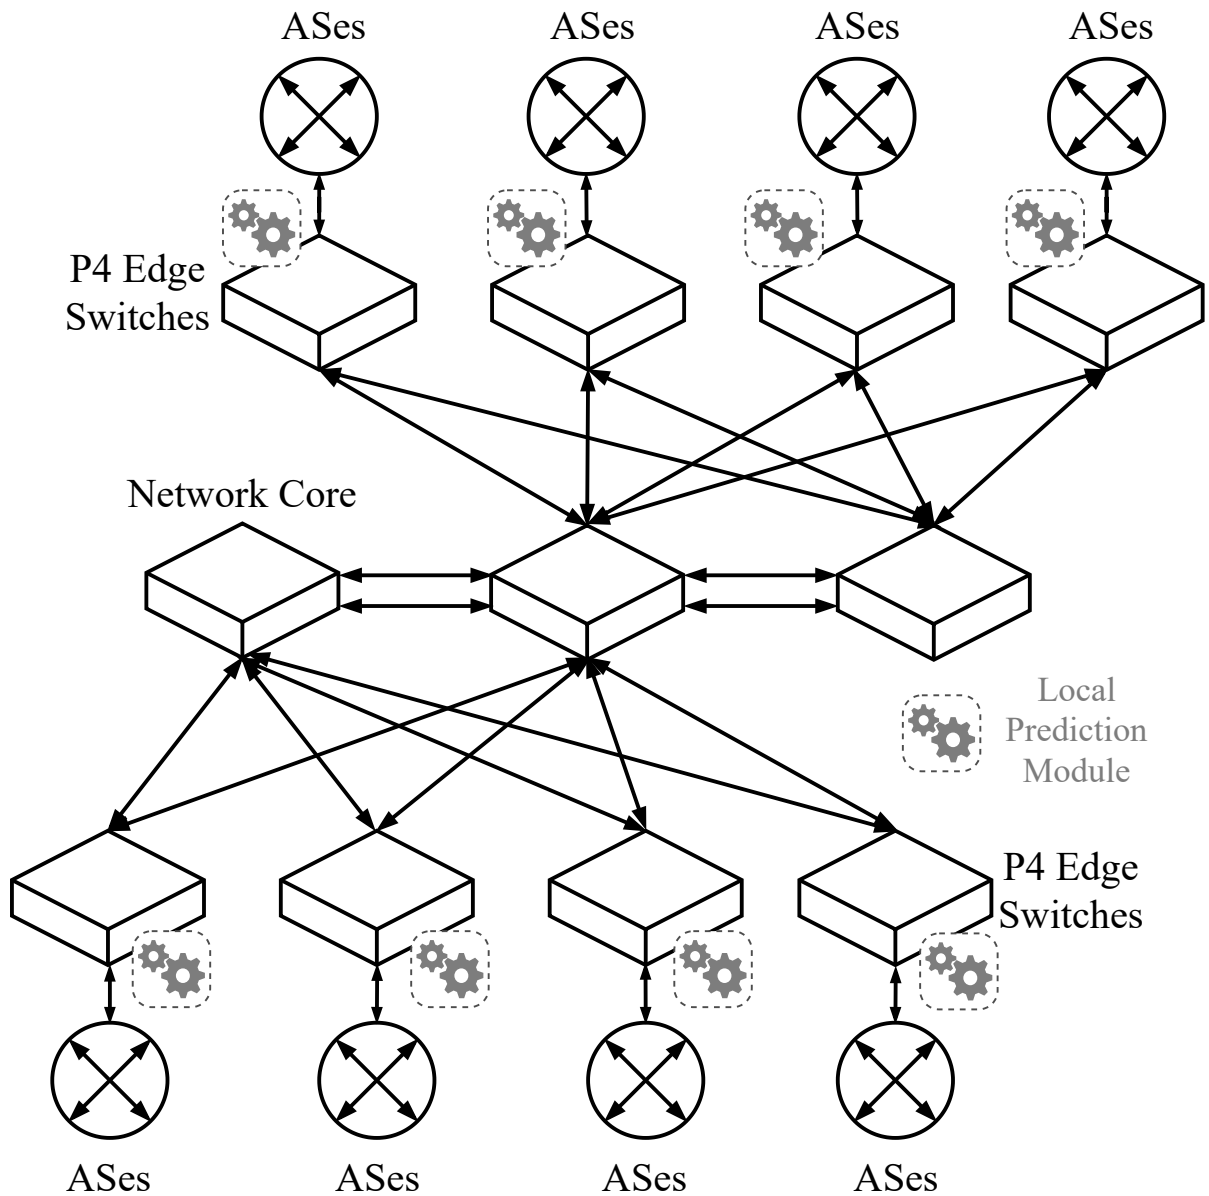 ASes
ASes
ASes
ASes
P4 Edge
Switches
Network Core
Local
Prediction
Module
P4 Edge
Switches
ASes
ASes
ASes
ASes